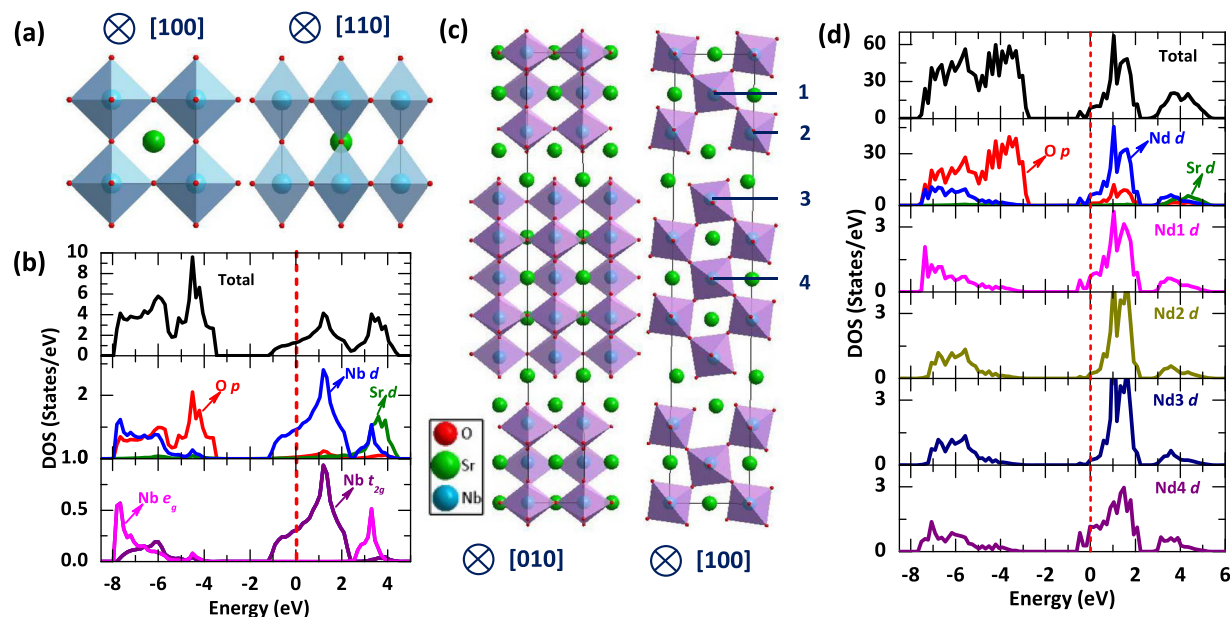 (a)
[100]
[110]
(b)
10
8
6
4
2
0
Total
2
1.0
O p
Nb d
Sr d
0.5
0.0
Nb eg
Nb t2g
DOS (States/eV)
-8 -6 -4 -2 0 2 4
Energy (eV)
(c)
1
2
3
4
O
Sr
Nb
[010]
[100]
(d)
60
30
0
Total
30
0
O p
Nd d
Sr d
3
0
Nd1 d
3
0
Nd2 d
3
0
Nd3 d
3
0
Nd4 d
DOS (States/eV)
-8 -6 -4 -2 0 2 4 6
Energy (eV)